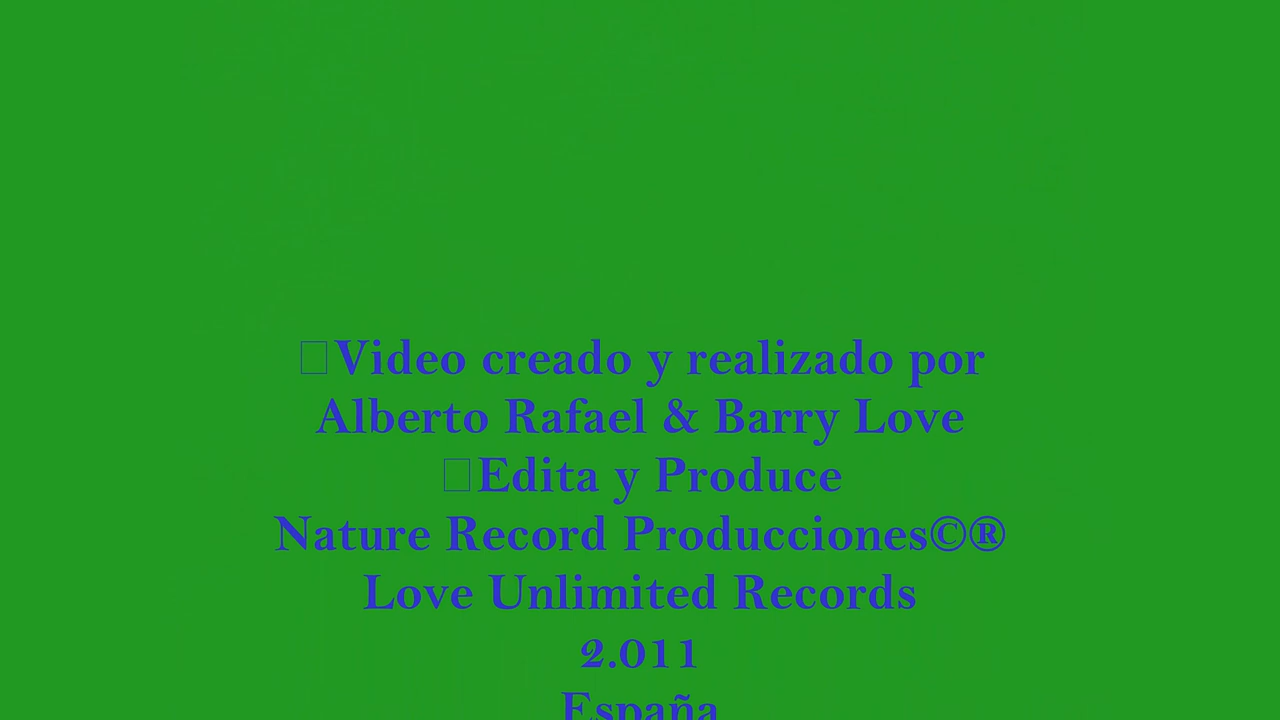 □Video creado y realizado por
Alberto Rafael & Barry Love
□Edita y Produce
Nature Record Producciones©®
Love Unlimited Records
2.011
España